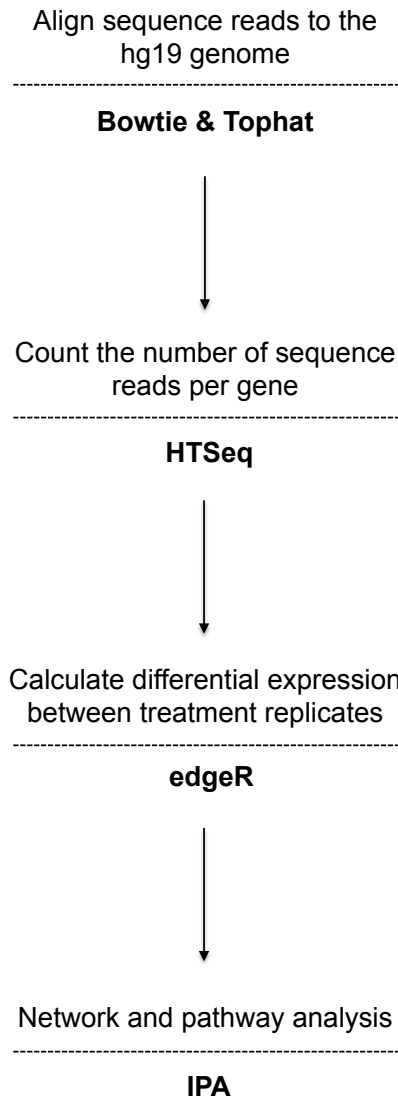 Align sequence reads to the
hg19 genome
Bowtie & Tophat
Count the number of sequence
reads per gene
HTSeq
Calculate differential expression
between treatment replicates
edgeR
Network and pathway analysis
IPA